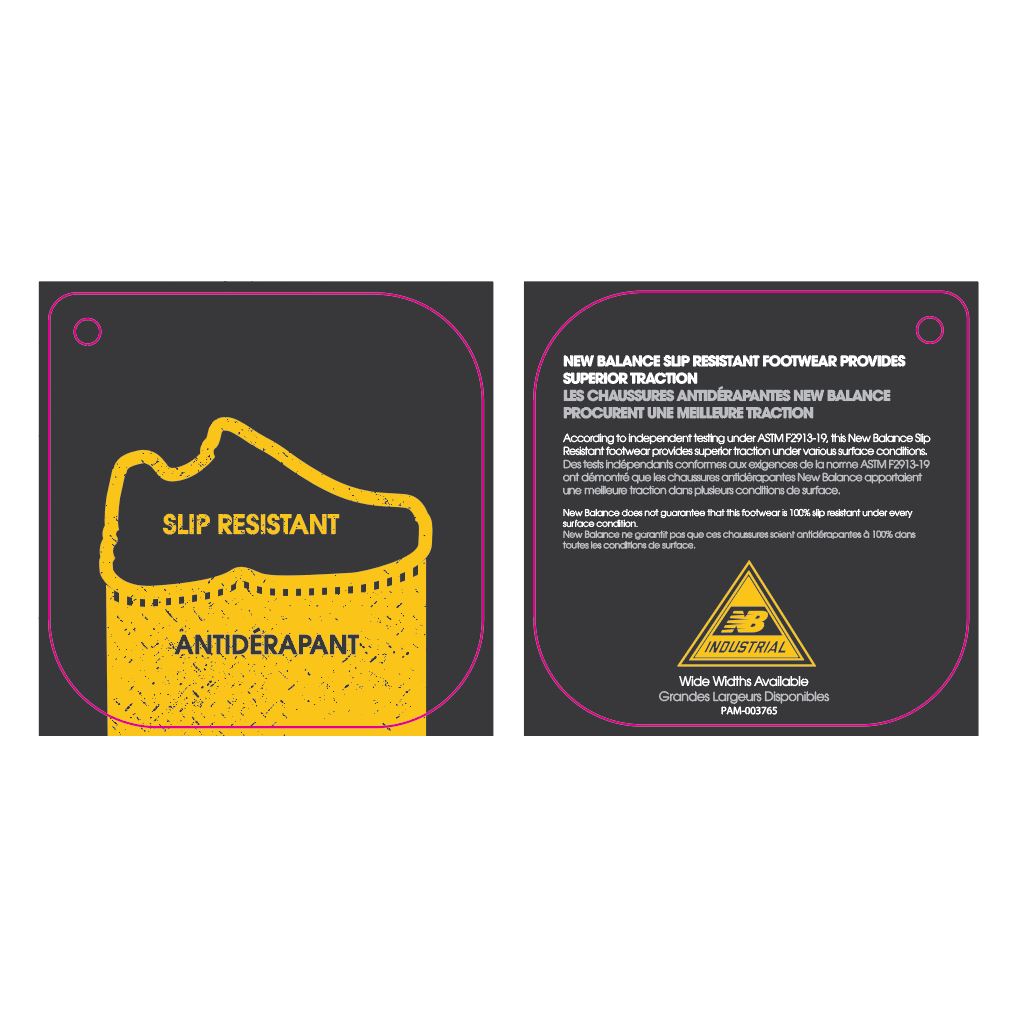 SLIP RESISTANT
ANTIDÉRAPANT
NEW BALANCE SLIP RESISTANT FOOTWEAR PROVIDES
SUPERIOR TRACTION
LES CHAUSSURES ANTIDÉRAPANTES NEW BALANCE
PROCURENT UNE MEILLEURE TRACTION
According to independent testing under ASTM F2913-19, this New Balance Slip
Resistant footwear provides superior traction under various surface conditions.
Des tests indépendants conformes aux exigences de la norme ASTM F2913-19
ont démontré que les chaussures antidérapantes New Balance apportaient
une meilleure traction dans plusieurs conditions de surface.
New Balance does not guarantee that this footwear is 100% slip resistant under every
surface condition.
New Balance ne garantit pas que ces chaussures soient antidérapantes à 100% dans
toutes les conditions de surface.
NB
INDUSTRIAL
Wide Widths Available
Grandes Largeurs Disponibles
PAM-003765